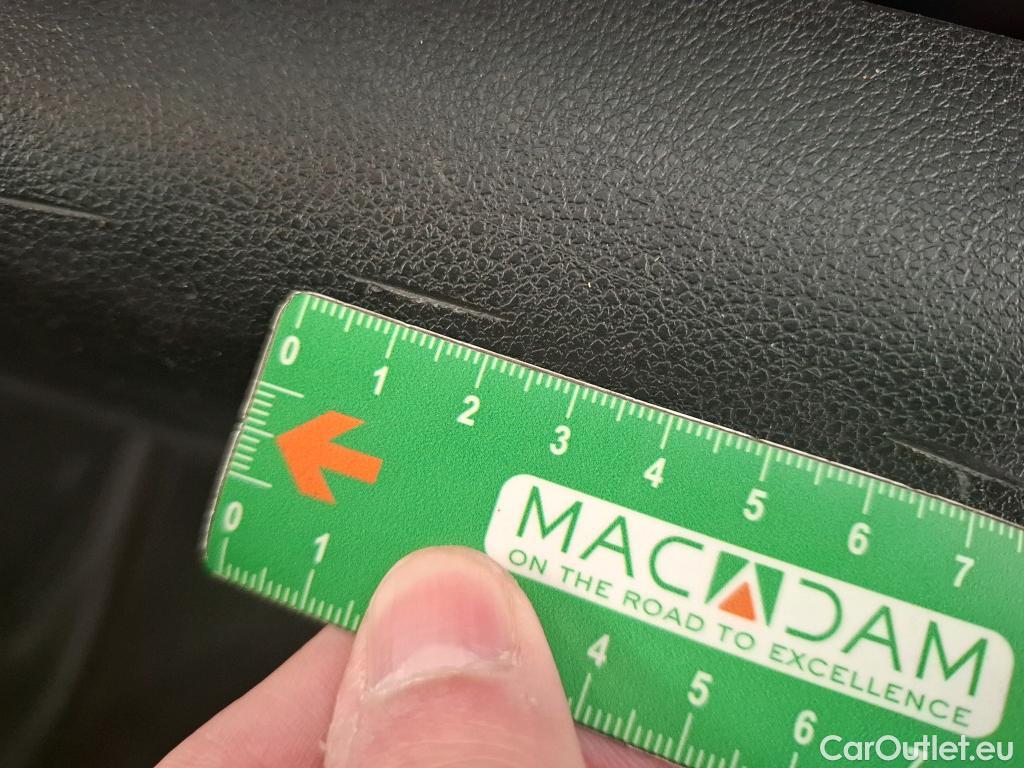 0 1 2 3 4 5 6 7
MACADAM
ON THE ROAD TO EXCELLENCE
0 1 4 5 6
CarOutlet.eu